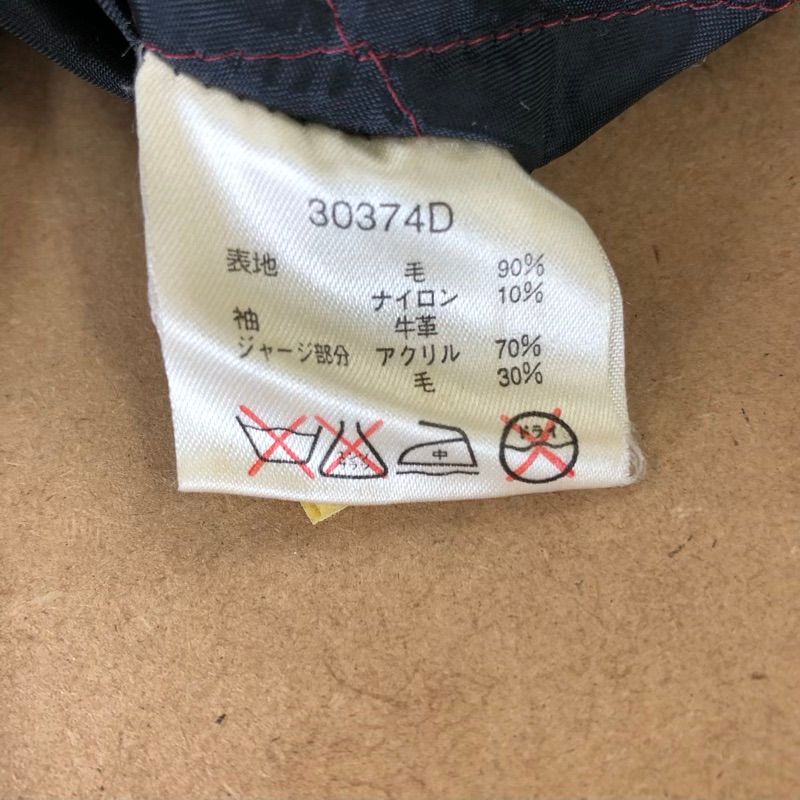 30374D
表地 毛 90%
ナイロン 10%
袖 牛革
ジャージ部分 アクリル 70%
毛 30%
中 ドライ